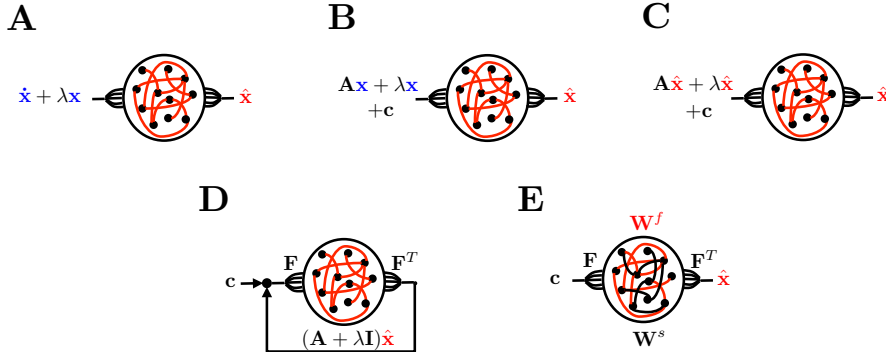 A
ẋ + λx
x̂
B
Ax + λx
+c
x̂
C
Ax̂ + λx̂
+c
x̂
D
c
F
F^T
(A + λI)x̂
E
W^f
c
F
F^T
x̂
W^s